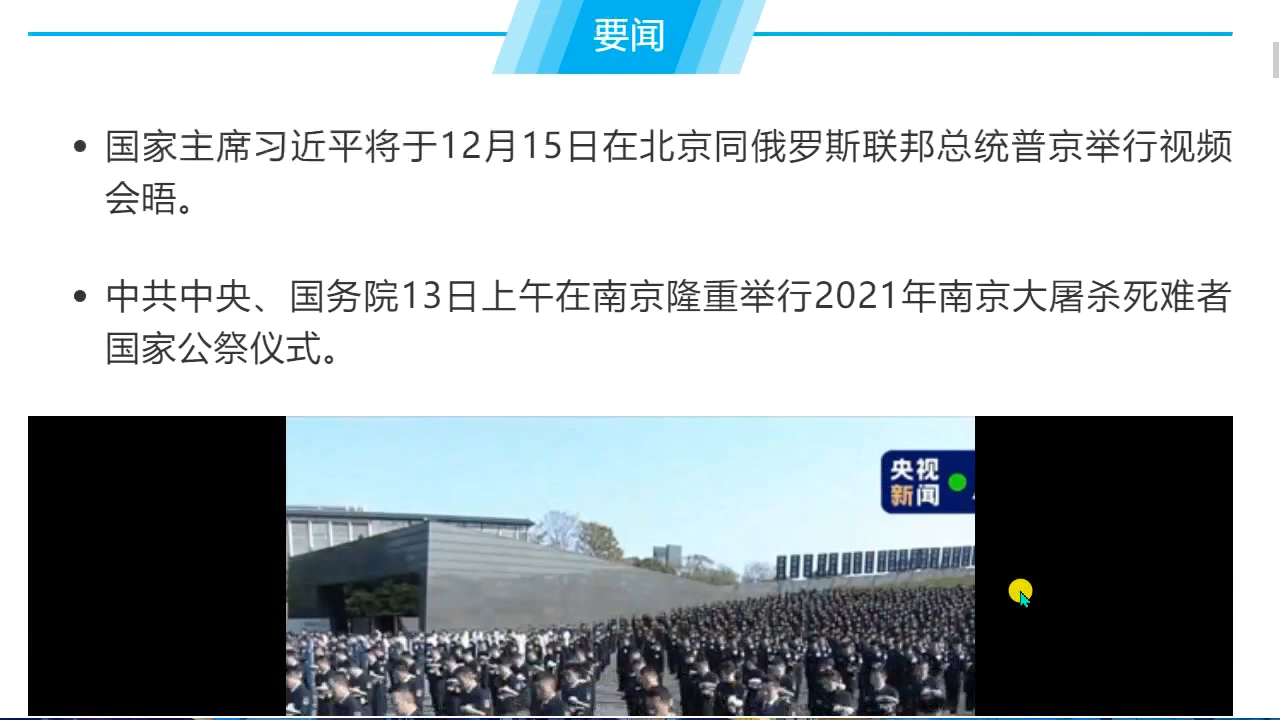 要闻
国家主席习近平将于12月15日在北京同俄罗斯联邦总统普京举行视频
会晤。
中共中央、国务院13日上午在南京隆重举行2021年南京大屠杀死难者
国家公祭仪式。
央视
新闻